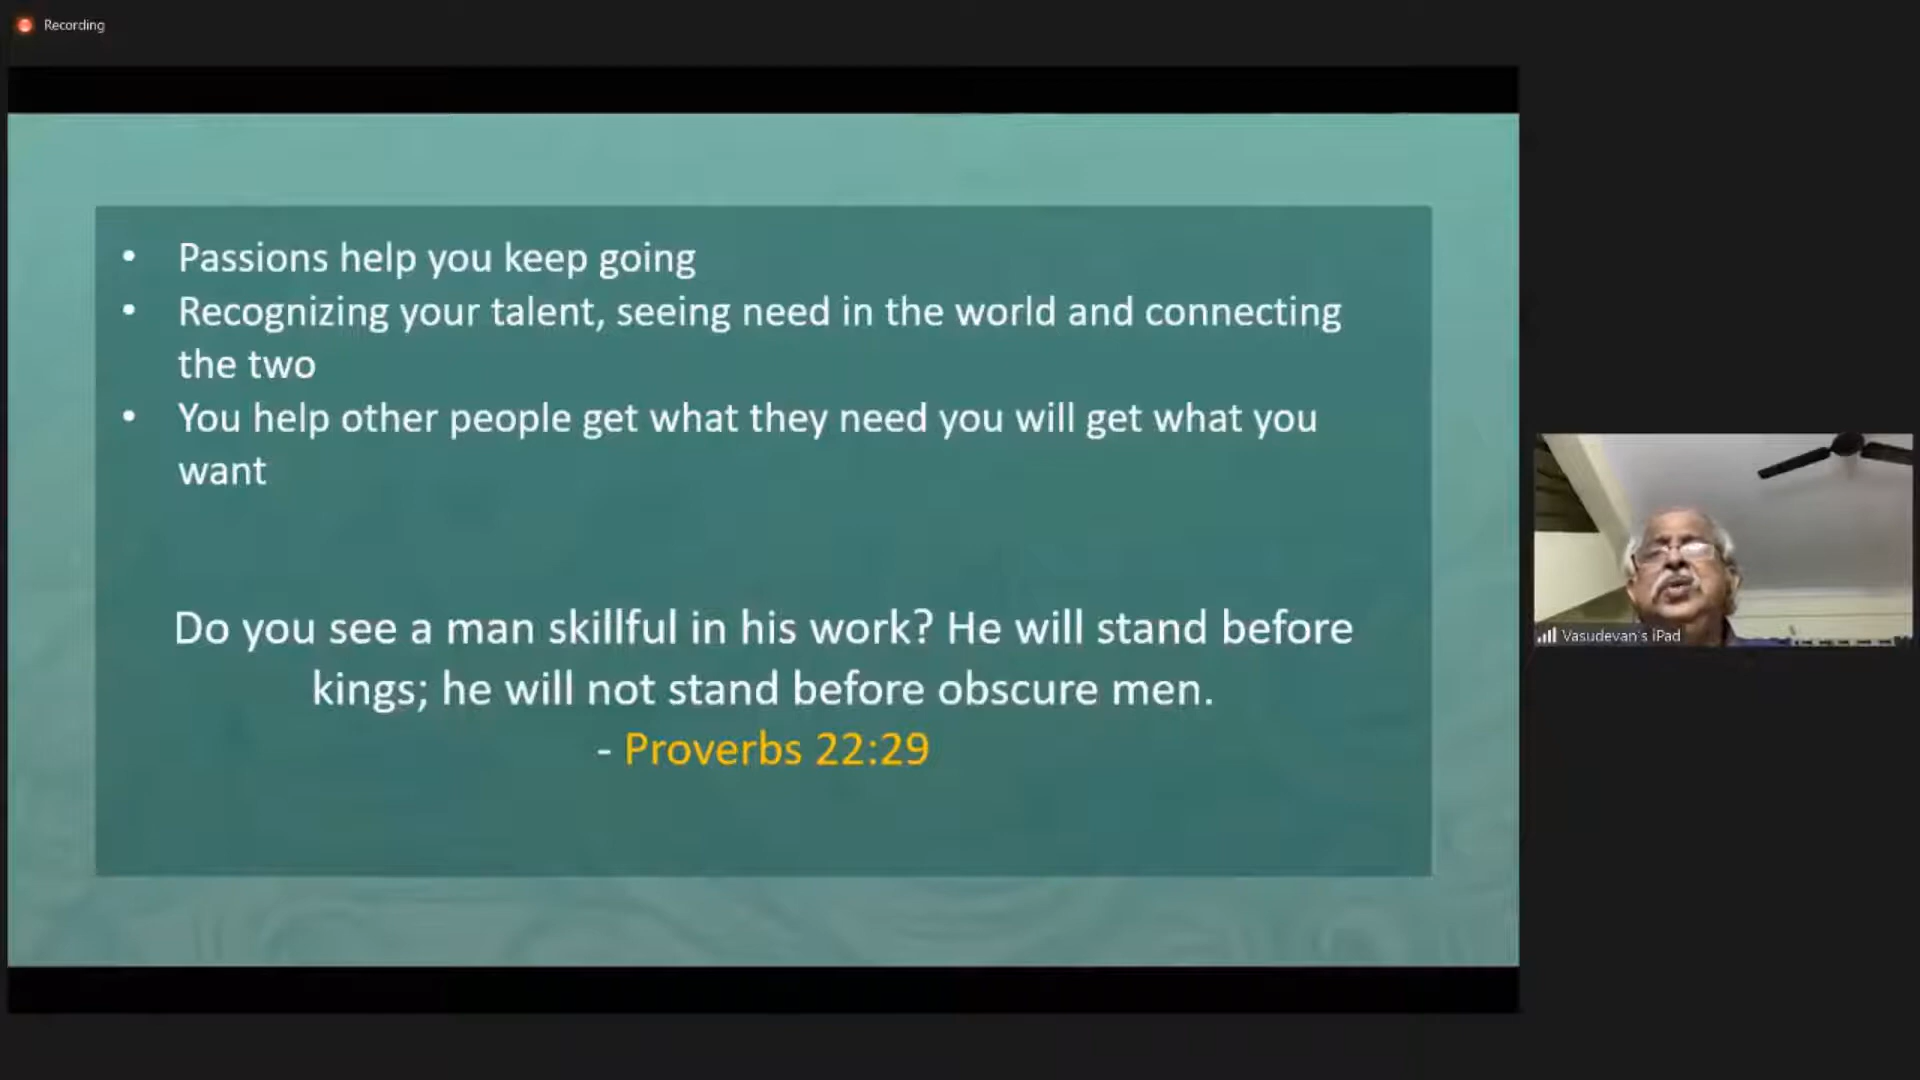 Recording
• Passions help you keep going
• Recognizing your talent, seeing need in the world and connecting
the two
• You help other people get what they need you will get what you
want
Do you see a man skillful in his work? He will stand before
kings; he will not stand before obscure men.
- Proverbs 22:29
Vasudevan's iPad